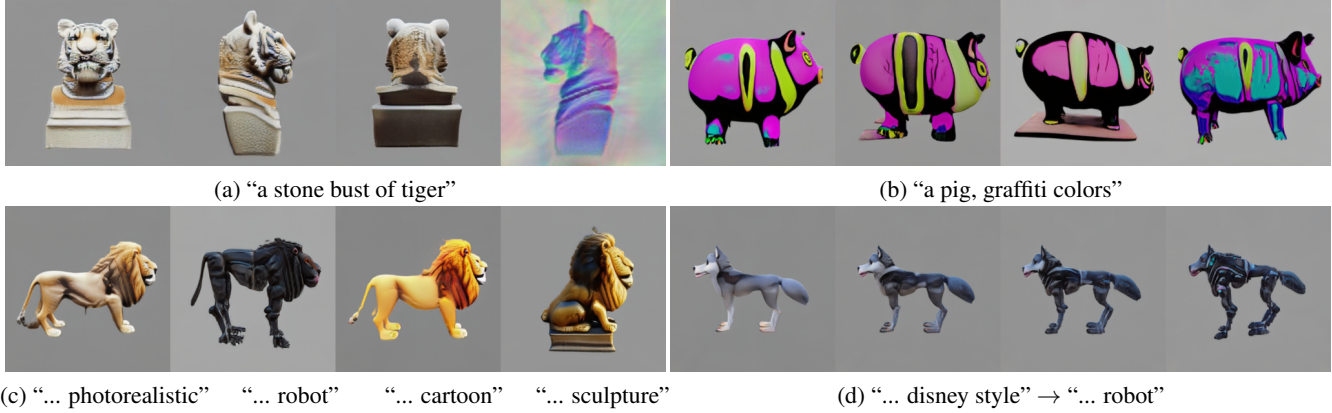 (a) “a stone bust of tiger”
(b) “a pig, graffiti colors”
(c) “... photorealistic” “... robot” “... cartoon” “... sculpture”
(d) “... disney style” → “... robot”